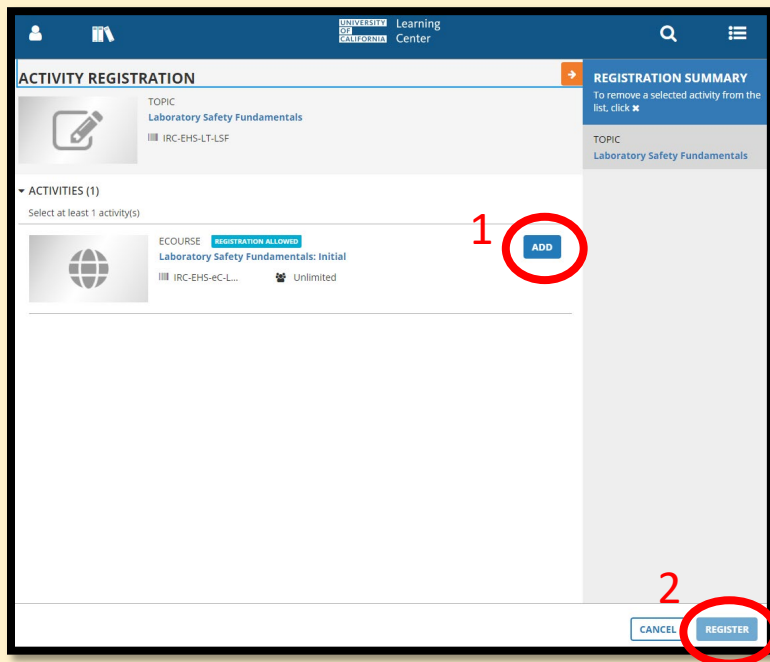 UNIVERSITY OF CALIFORNIA Learning Center
ACTIVITY REGISTRATION
TOPIC
Laboratory Safety Fundamentals
IRC-EHS-LT-LSF
ACTIVITIES (1)
Select at least 1 activity(s)
1
ECOURSE REGISTRATION ALLOWED
Laboratory Safety Fundamentals: Initial
IRC-EHS-eC-L... Unlimited
ADD
REGISTRATION SUMMARY
To remove a selected activity from the
list, click ✖
TOPIC
Laboratory Safety Fundamentals
2
CANCEL REGISTER